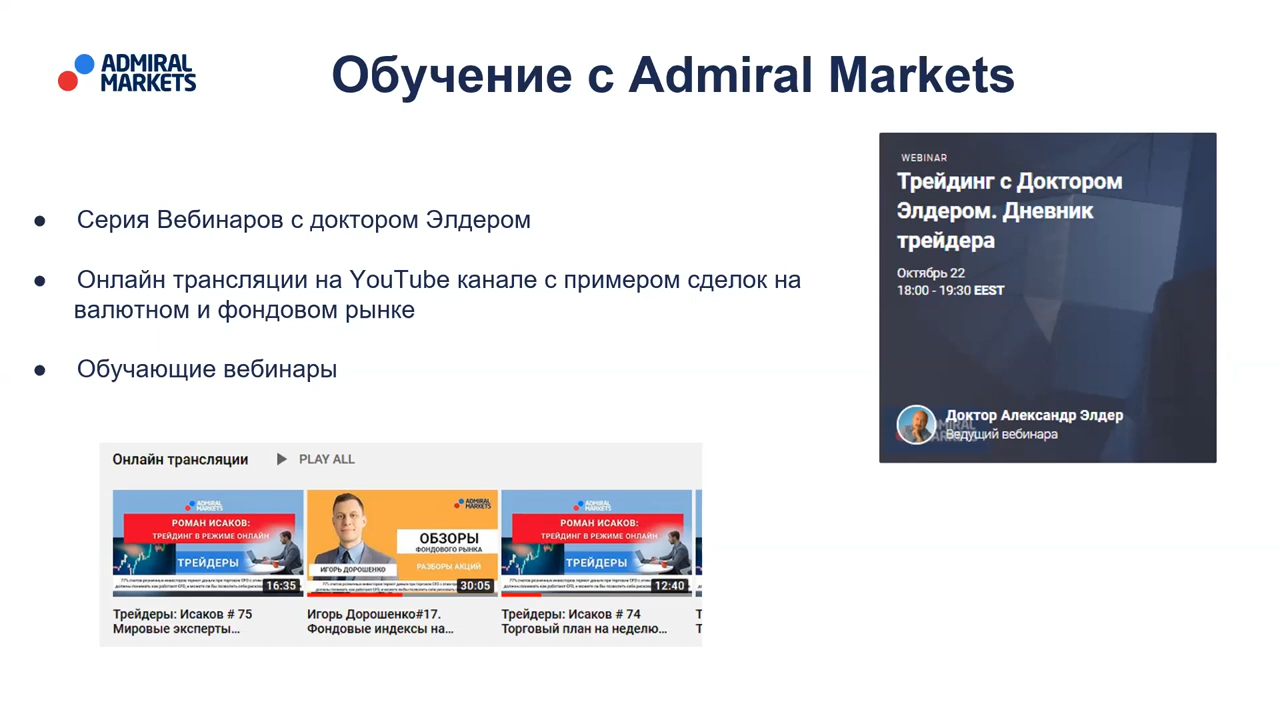 ADMIRAL
MARKETS
Обучение с Admiral Markets
● Серия Вебинаров с доктором Элдером
● Онлайн трансляции на YouTube канале с примером сделок на
валютном и фондовом рынке
● Обучающие вебинары
WEBINAR
Трейдинг с Доктором
Элдером. Дневник
трейдера
Октябрь 22
18:00 - 19:30 EEST
Доктор Александр Элдер
Ведущий вебинара
Онлайн трансляции PLAY ALL
ADMIRAL
MARKETS
РОМАН ИСАКОВ:
ТРЕЙДИНГ В РЕЖИМЕ ОНЛАЙН
ТРЕЙДЕРЫ
16:35
Трейдеры: Исаков # 75
Мировые эксперты...
ADMIRAL
MARKETS
ОБЗОРЫ
ФОНДОВОГО РЫНКА
ИГОРЬ ДОРОШЕНКО
РАЗБОРЫ АКЦИЙ
30:05
Игорь Дорошенко#17.
Фондовые индексы на...
ADMIRAL
MARKETS
РОМАН ИСАКОВ:
ТРЕЙДИНГ В РЕЖИМЕ ОНЛАЙН
ТРЕЙДЕРЫ
12:40
Трейдеры: Исаков # 74
Торговый план на неделю...